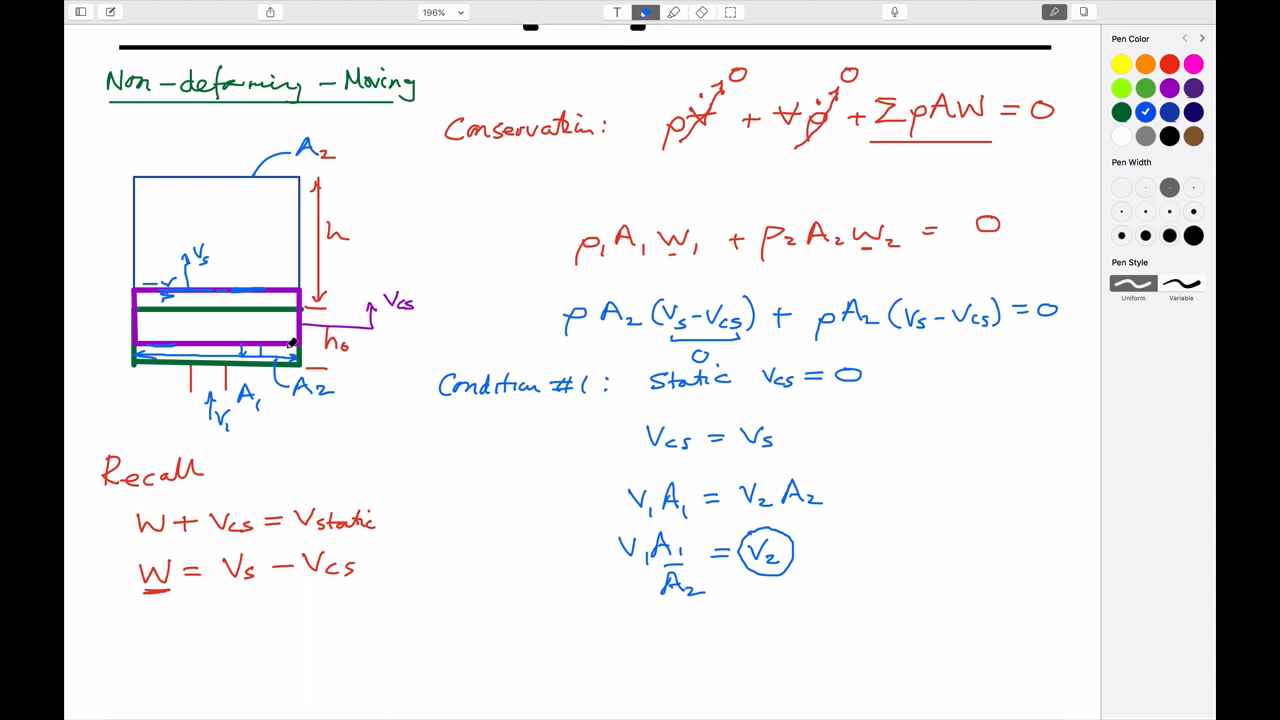 196%
T
Non-deforming-Moving
Conservation: ρV̇ + Vρ̇ + ΣρAW = 0
0
0
A2
h
Vs
Vcs
h0
A1
A2
V1
ρ1A1W1 + ρ2A2W2 = 0
ρA2(Vs-Vcs) + ρA2(Vs-Vcs) = 0
0
Condition #1: Static Vcs = 0
Vcs = Vs
V1A1 = V2A2
V1A1/A2 = V2
Recall
W + Vcs = Vstatic
W = Vs - Vcs
Pen Color
Pen Width
Pen Style
Uniform
Variable